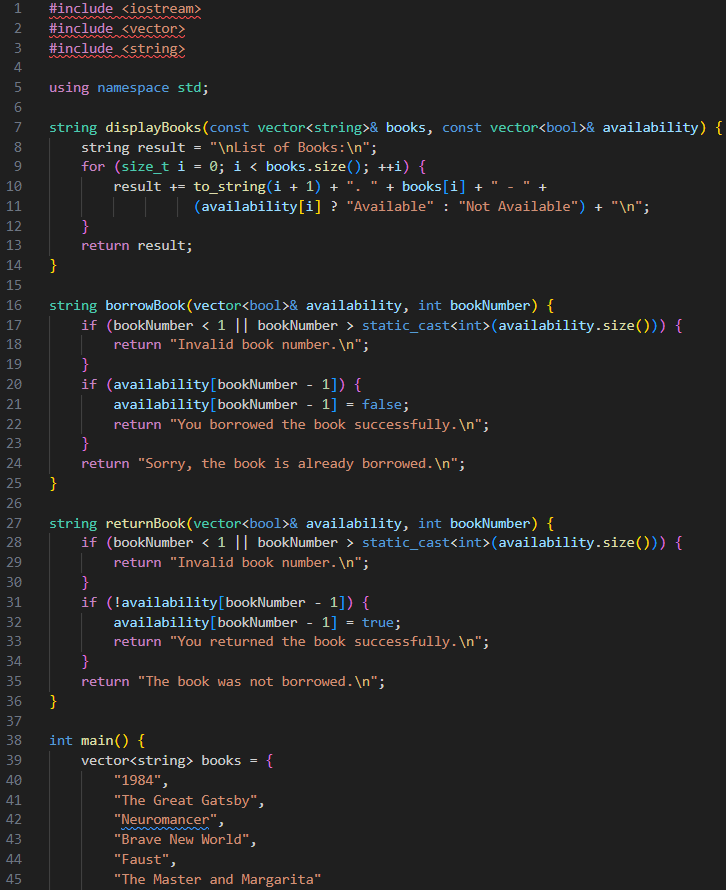 1 #include <iostream>
2 #include <vector>
3 #include <string>
4
5 using namespace std;
6
7 string displayBooks(const vector<string>& books, const vector<bool>& availability) {
8     string result = "\nList of Books:\n";
9     for (size_t i = 0; i < books.size(); ++i) {
10         result += to_string(i + 1) + ". " + books[i] + " - " +
11                   (availability[i] ? "Available" : "Not Available") + "\n";
12     }
13     return result;
14 }
15
16 string borrowBook(vector<bool>& availability, int bookNumber) {
17     if (bookNumber < 1 || bookNumber > static_cast<int>(availability.size())) {
18         return "Invalid book number.\n";
19     }
20     if (availability[bookNumber - 1]) {
21         availability[bookNumber - 1] = false;
22         return "You borrowed the book successfully.\n";
23     }
24     return "Sorry, the book is already borrowed.\n";
25 }
26
27 string returnBook(vector<bool>& availability, int bookNumber) {
28     if (bookNumber < 1 || bookNumber > static_cast<int>(availability.size())) {
29         return "Invalid book number.\n";
30     }
31     if (!availability[bookNumber - 1]) {
32         availability[bookNumber - 1] = true;
33         return "You returned the book successfully.\n";
34     }
35     return "The book was not borrowed.\n";
36 }
37
38 int main() {
39     vector<string> books = {
40         "1984",
41         "The Great Gatsby",
42         "Neuromancer",
43         "Brave New World",
44         "Faust",
45         "The Master and Margarita"